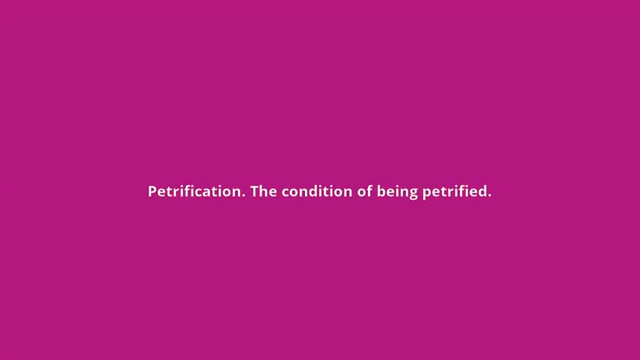 Petrification. The condition of being petrified.